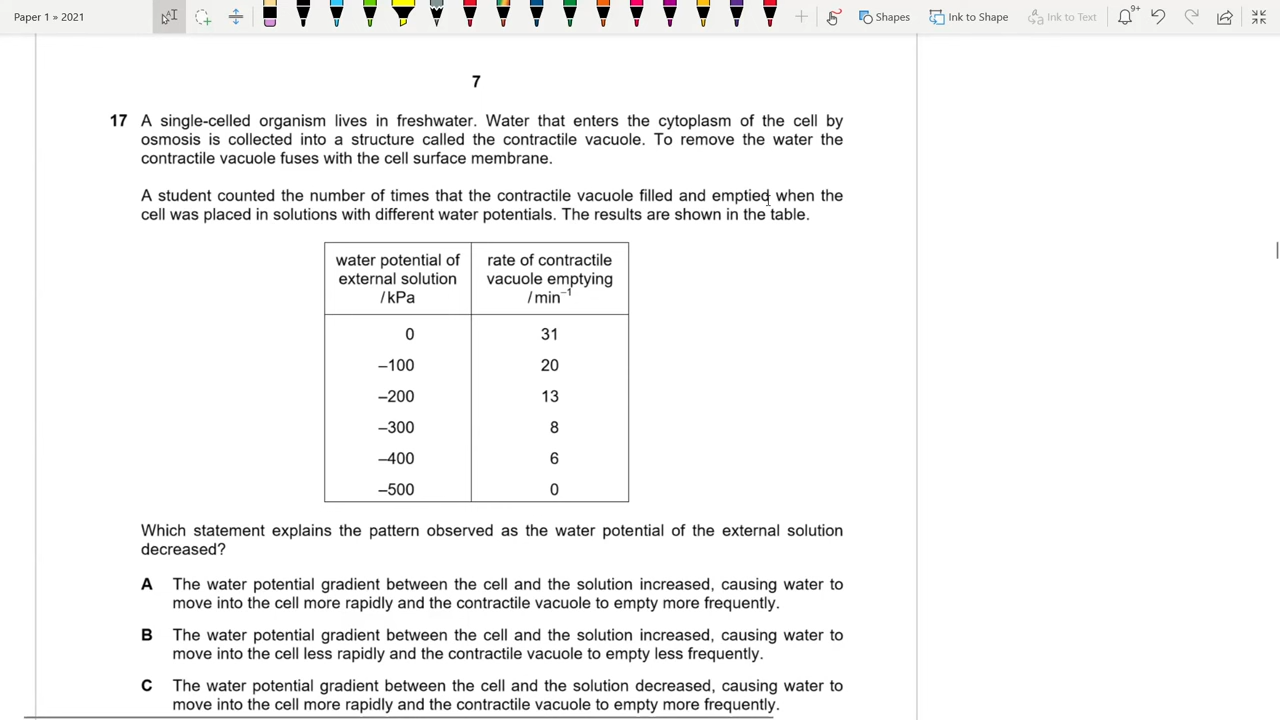 Paper 1 » 2021
Shapes
Ink to Shape
Ink to Text
9+
7
17 A single-celled organism lives in freshwater. Water that enters the cytoplasm of the cell by
osmosis is collected into a structure called the contractile vacuole. To remove the water the
contractile vacuole fuses with the cell surface membrane.
A student counted the number of times that the contractile vacuole filled and emptied when the
cell was placed in solutions with different water potentials. The results are shown in the table.
water potential of external solution /kPa
rate of contractile vacuole emptying /min⁻¹
0 31
–100 20
–200 13
–300 8
–400 6
–500 0
Which statement explains the pattern observed as the water potential of the external solution
decreased?
A The water potential gradient between the cell and the solution increased, causing water to
move into the cell more rapidly and the contractile vacuole to empty more frequently.
B The water potential gradient between the cell and the solution increased, causing water to
move into the cell less rapidly and the contractile vacuole to empty less frequently.
C The water potential gradient between the cell and the solution decreased, causing water to
move into the cell more rapidly and the contractile vacuole to empty more frequently.